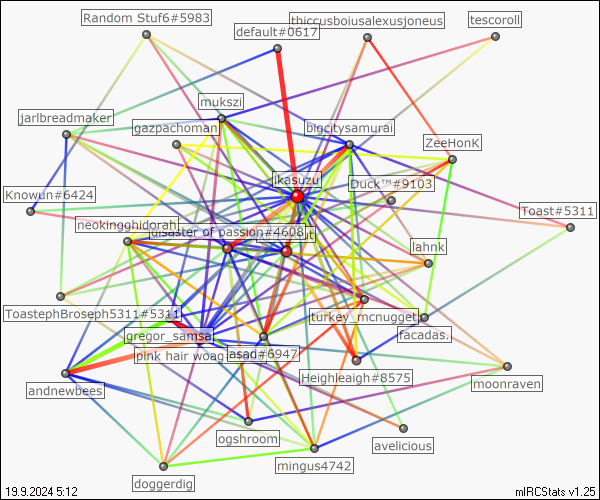 Random Stuf6#5983
thiccusboiusalexusjoneus
tescoroll
default#0617
mukszi
jarlbreadmaker
gazpachoman
bigcitysamurai
ZeeHonK
ikasuzu
Duck™#9103
Knowun#6424
Toast#5311
neokingghidorah
disaster of passion#4608
lahnk
ToastephBroseph5311#5311
turkey_mcnugget
facadas.
gregor_samsa
pink hair woag
asad#6947
Heighleaigh#8575
andnewbees
moonraven
ogshroom
avelicious
mingus4742
doggerdig
19.9.2024 5:12
mIRCStats v1.25